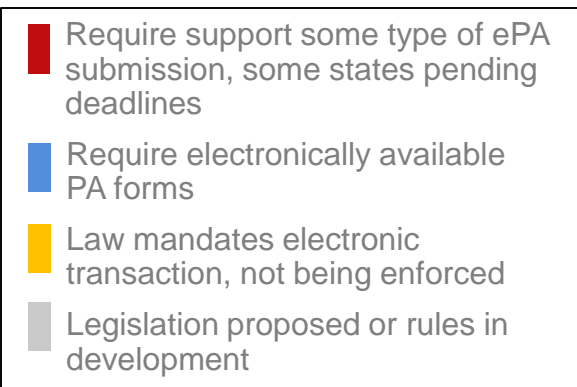 Require support some type of ePA
submission, some states pending
deadlines
Require electronically available
PA forms
Law mandates electronic
transaction, not being enforced
Legislation proposed or rules in
development